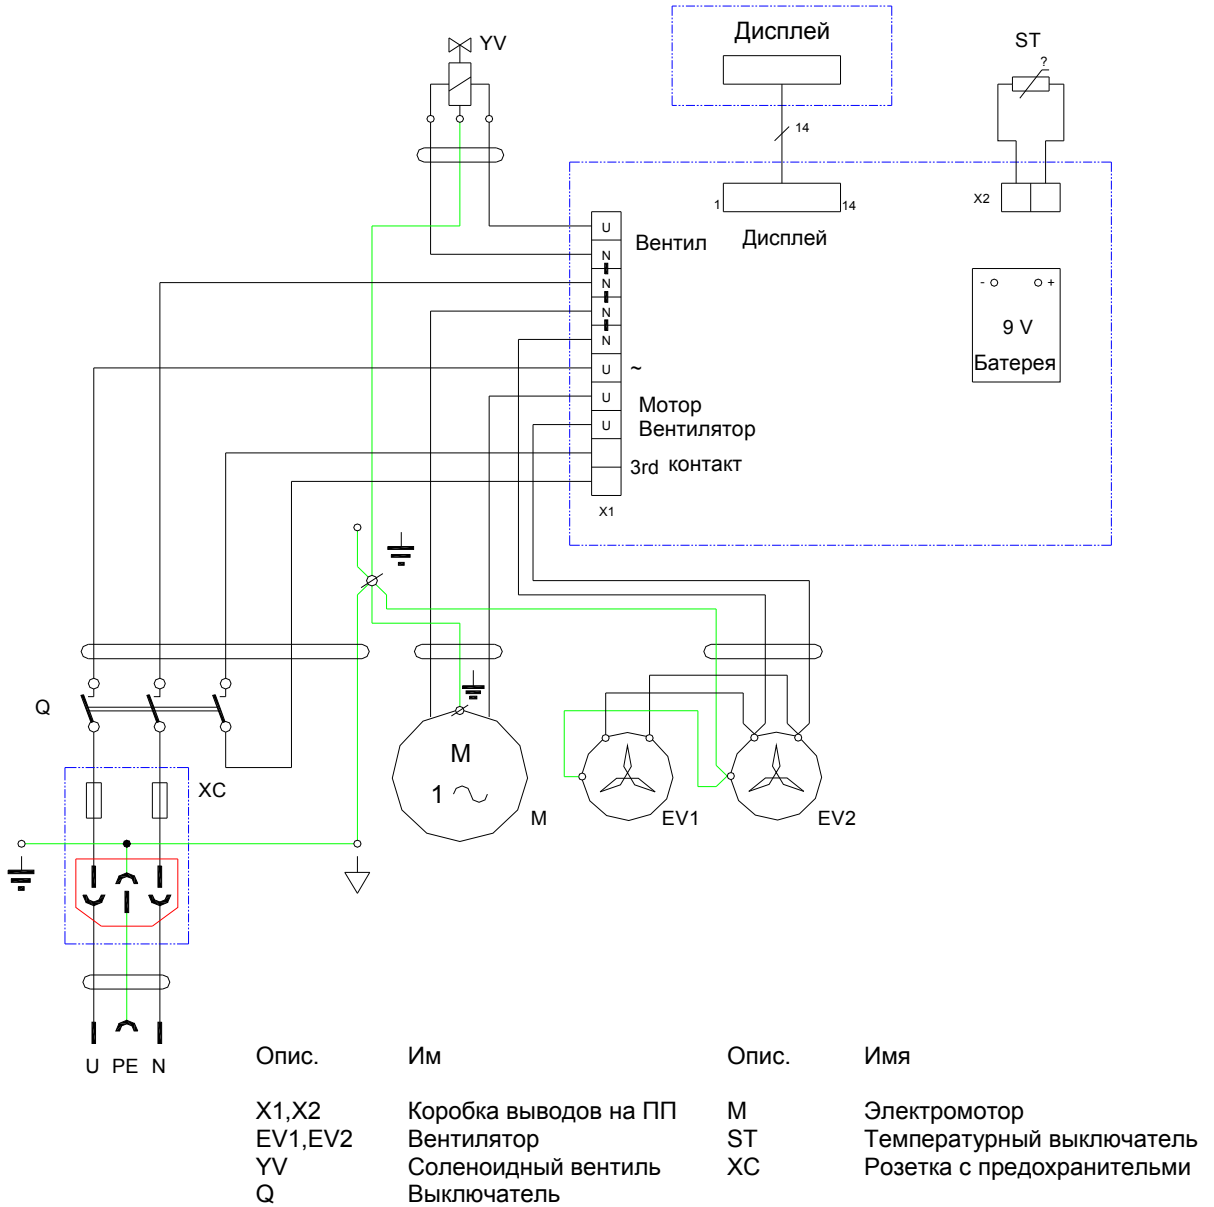 Дисплей
YV
ST
?
14
X2
1
14
U
Вентил
Дисплей
N
N
- +
N
9 V
N
Батерея
U ~
U
Мотор
U
Вентилятор
3rd контакт
X1
Q
M
1
XC
M
EV1
EV2
U PE N
Опис. Им Опис. Имя
X1,X2 Коробка выводов на ПП M Электромотор
EV1,EV2 Вентилятор ST Температурный выключатель
YV Соленоидный вентиль XC Розетка с предохранительми
Q Выключатель